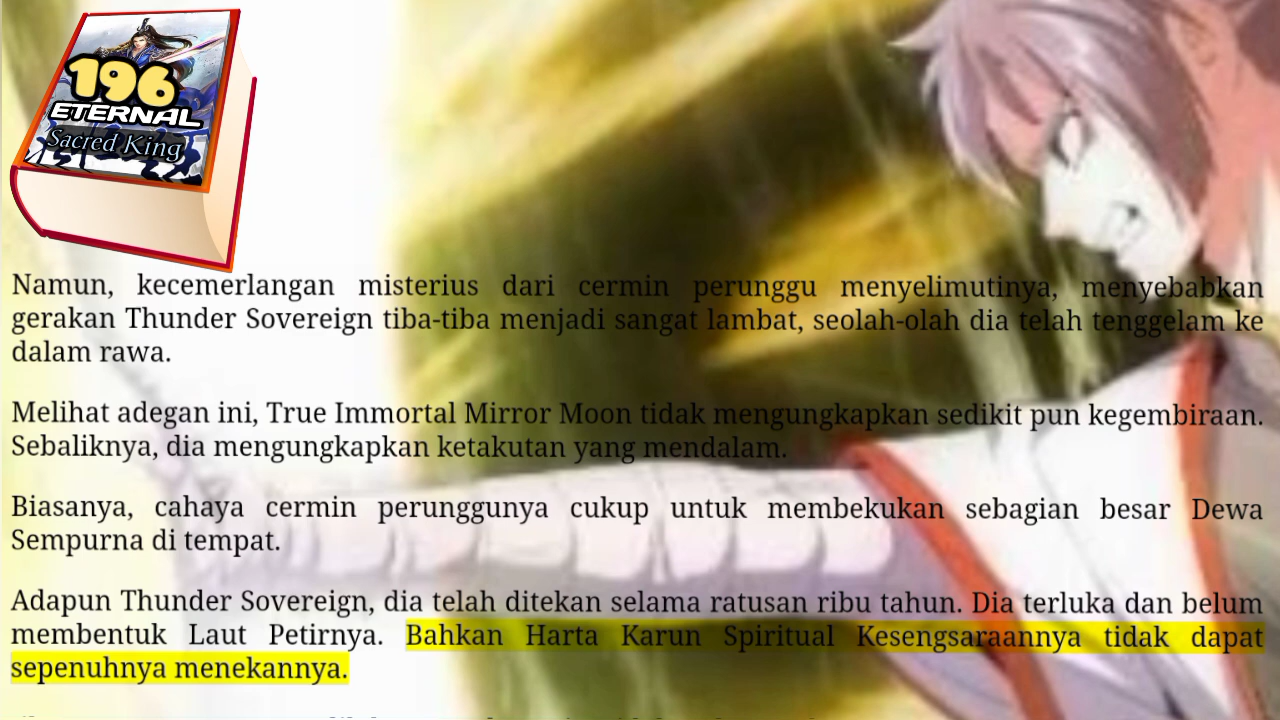 196
ETERNAL
Sacred King
Namun, kecemerlangan misterius dari cermin perunggu menyelimutinya, menyebabkan
gerakan Thunder Sovereign tiba-tiba menjadi sangat lambat, seolah-olah dia telah tenggelam ke
dalam rawa.
Melihat adegan ini, True Immortal Mirror Moon tidak mengungkapkan sedikit pun kegembiraan.
Sebaliknya, dia mengungkapkan ketakutan yang mendalam.
Biasanya, cahaya cermin perunggunya cukup untuk membekukan sebagian besar Dewa
Sempurna di tempat.
Adapun Thunder Sovereign, dia telah ditekan selama ratusan ribu tahun. Dia terluka dan belum
membentuk Laut Petirnya. Bahkan Harta Karun Spiritual Kesengsaraannya tidak dapat
sepenuhnya menekannya.